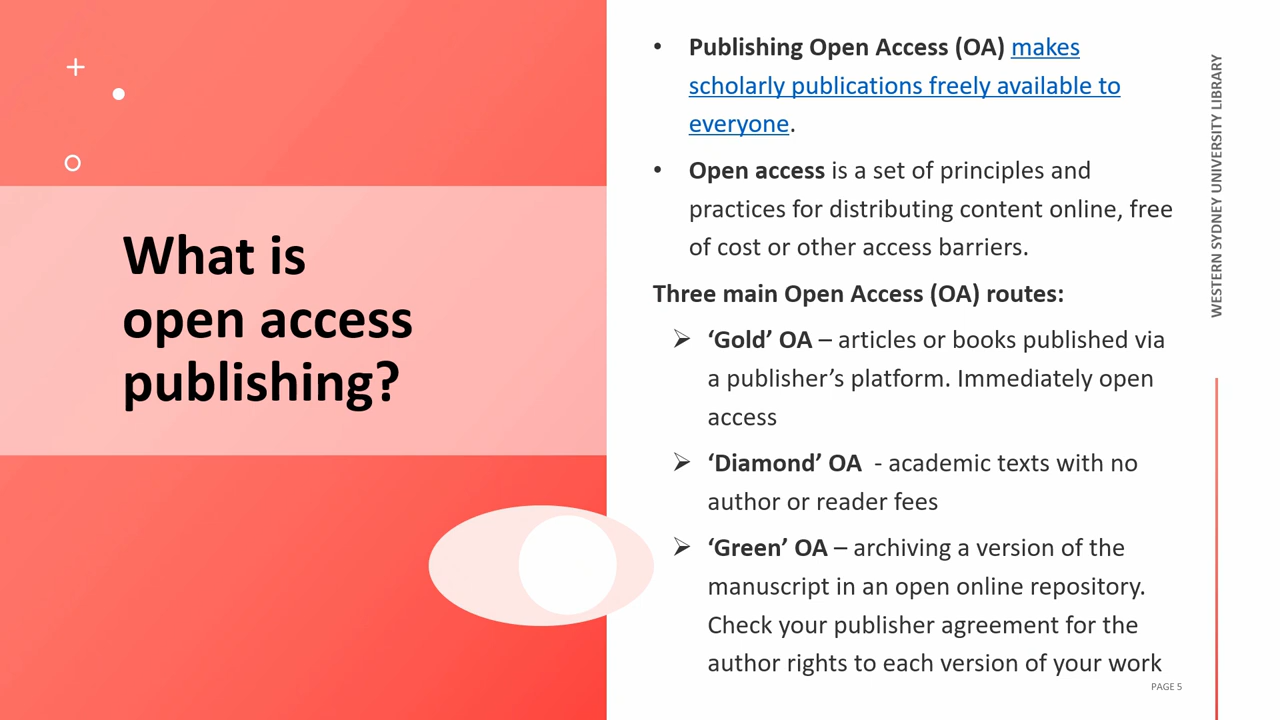 What is
open access
publishing?
• Publishing Open Access (OA) makes
scholarly publications freely available to
everyone.
• Open access is a set of principles and
practices for distributing content online, free
of cost or other access barriers.
Three main Open Access (OA) routes:
➢ ‘Gold’ OA – articles or books published via
a publisher’s platform. Immediately open
access
➢ ‘Diamond’ OA - academic texts with no
author or reader fees
➢ ‘Green’ OA – archiving a version of the
manuscript in an open online repository.
Check your publisher agreement for the
author rights to each version of your work
WESTERN SYDNEY UNIVERSITY LIBRARY
PAGE 5